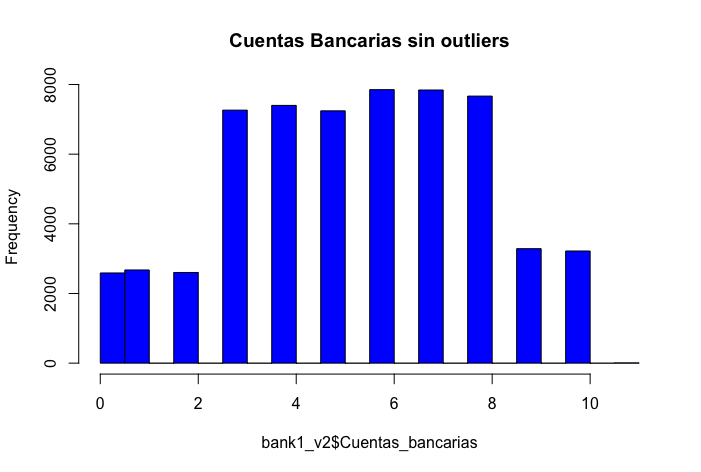 Cuentas Bancarias sin outliers
Frequency
8000
6000
4000
2000
0
0 2 4 6 8 10
bank1_v2$Cuentas_bancarias